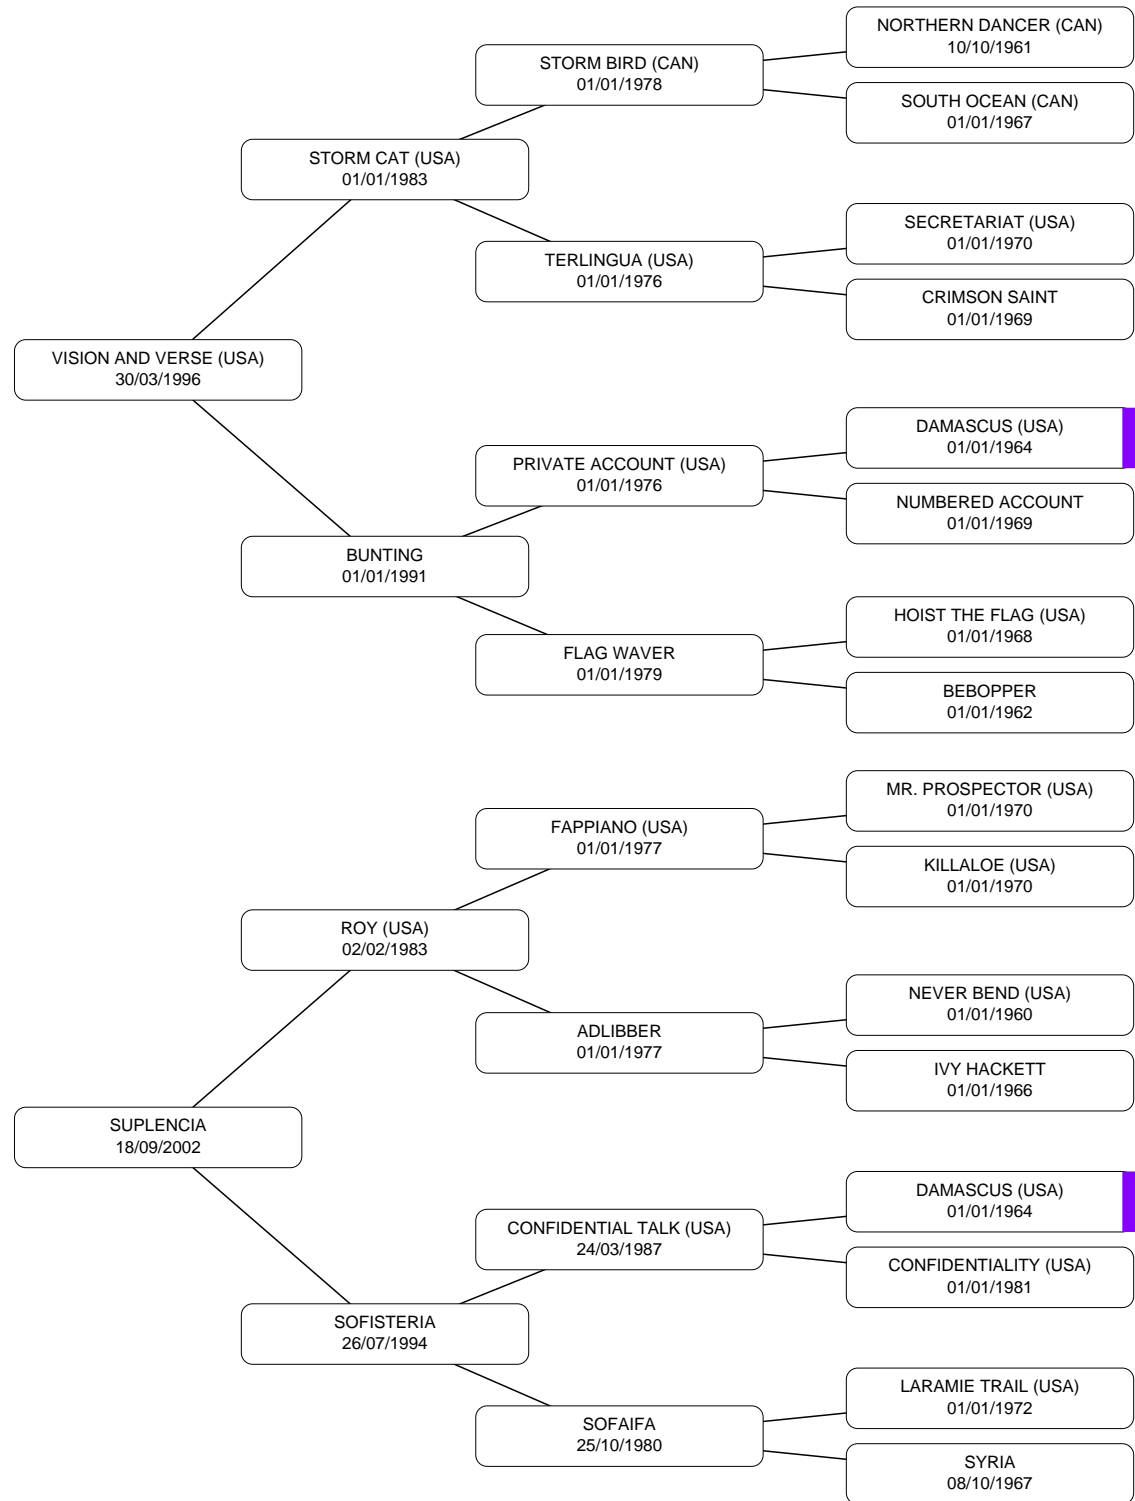 NORTHERN DANCER (CAN)
10/10/1961
STORM BIRD (CAN)
01/01/1978
SOUTH OCEAN (CAN)
01/01/1967
STORM CAT (USA)
01/01/1983
SECRETARIAT (USA)
01/01/1970
TERLINGUA (USA)
01/01/1976
CRIMSON SAINT
01/01/1969
VISION AND VERSE (USA)
30/03/1996
DAMASCUS (USA)
01/01/1964
PRIVATE ACCOUNT (USA)
01/01/1976
NUMBERED ACCOUNT
01/01/1969
BUNTING
01/01/1991
HOIST THE FLAG (USA)
01/01/1968
FLAG WAVER
01/01/1979
BEBOPPER
01/01/1962
MR. PROSPECTOR (USA)
01/01/1970
FAPPIANO (USA)
01/01/1977
KILLALOE (USA)
01/01/1970
ROY (USA)
02/02/1983
NEVER BEND (USA)
01/01/1960
ADLIBBER
01/01/1977
IVY HACKETT
01/01/1966
SUPLENCIA
18/09/2002
DAMASCUS (USA)
01/01/1964
CONFIDENTIAL TALK (USA)
24/03/1987
CONFIDENTIALITY (USA)
01/01/1981
SOFISTERIA
26/07/1994
LARAMIE TRAIL (USA)
01/01/1972
SOFAIFA
25/10/1980
SYRIA
08/10/1967